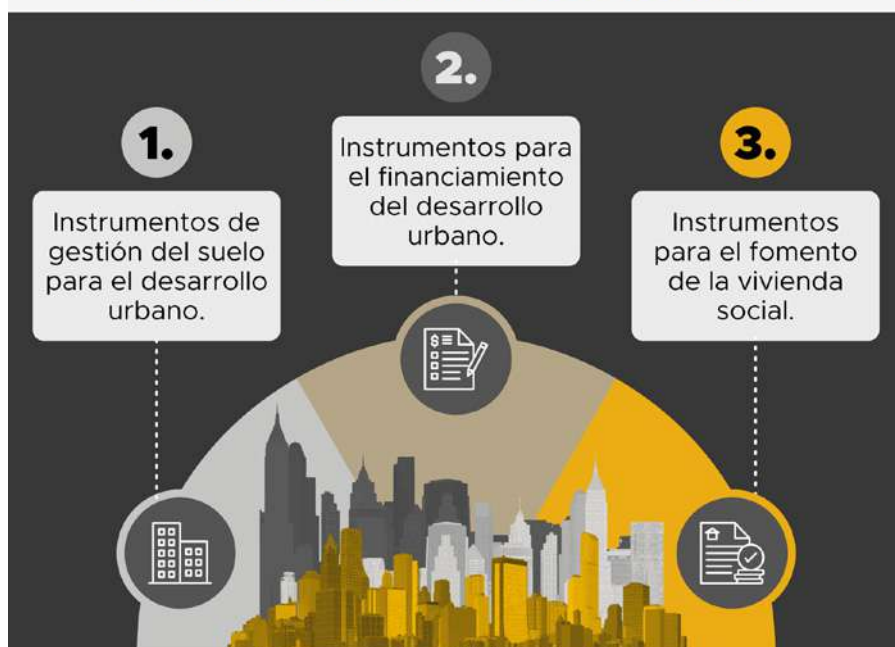 1.
Instrumentos de
gestión del suelo
para el desarrollo
urbano.
2.
Instrumentos para
el financiamiento
del desarrollo
urbano.
3.
Instrumentos
para el fomento
de la vivienda
social.
$